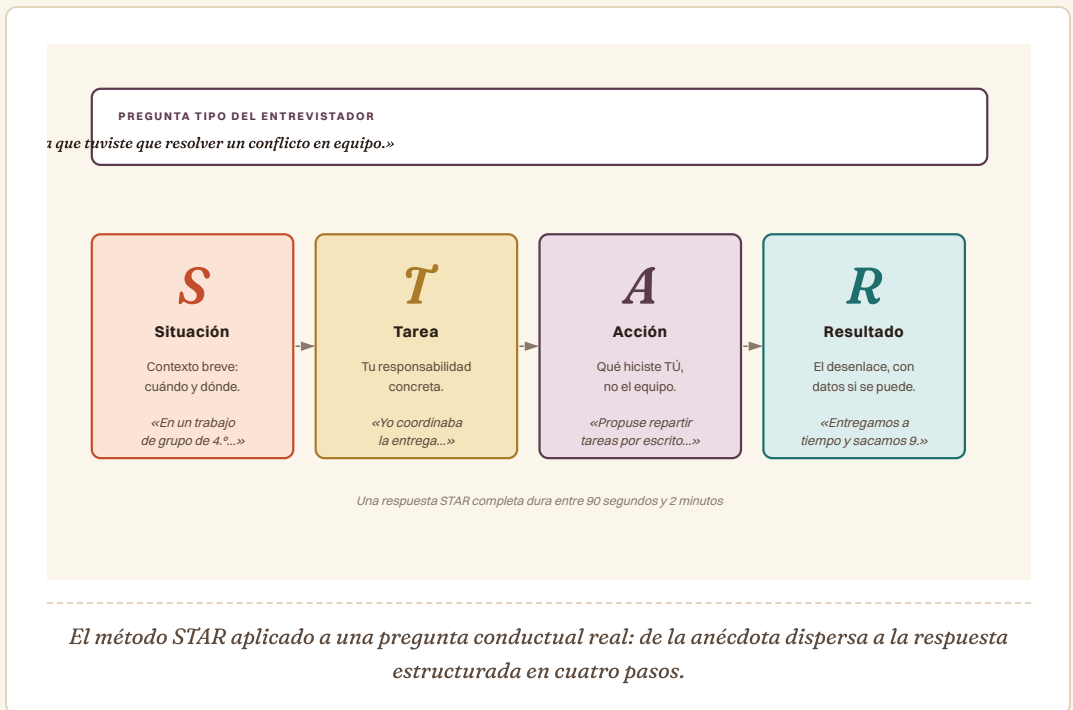 PREGUNTA TIPO DEL ENTREVISTADOR
que tuviste que resolver un conflicto en equipo.»
S
T
A
R
Situación
Tarea
Acción
Resultado
Contexto breve:
cuándo y dónde.
Tu responsabilidad
concreta.
Qué hiciste TÚ,
no el equipo.
El desenlace, con
datos si se puede.
«En un trabajo
de grupo de 4.º...»
«Yo coordinaba
la entrega...»
«Propuse repartir
tareas por escrito...»
«Entregamos a
tiempo y sacamos 9.»
Una respuesta STAR completa dura entre 90 segundos y 2 minutos
El método STAR aplicado a una pregunta conductual real: de la anécdota dispersa a la respuesta
estructurada en cuatro pasos.